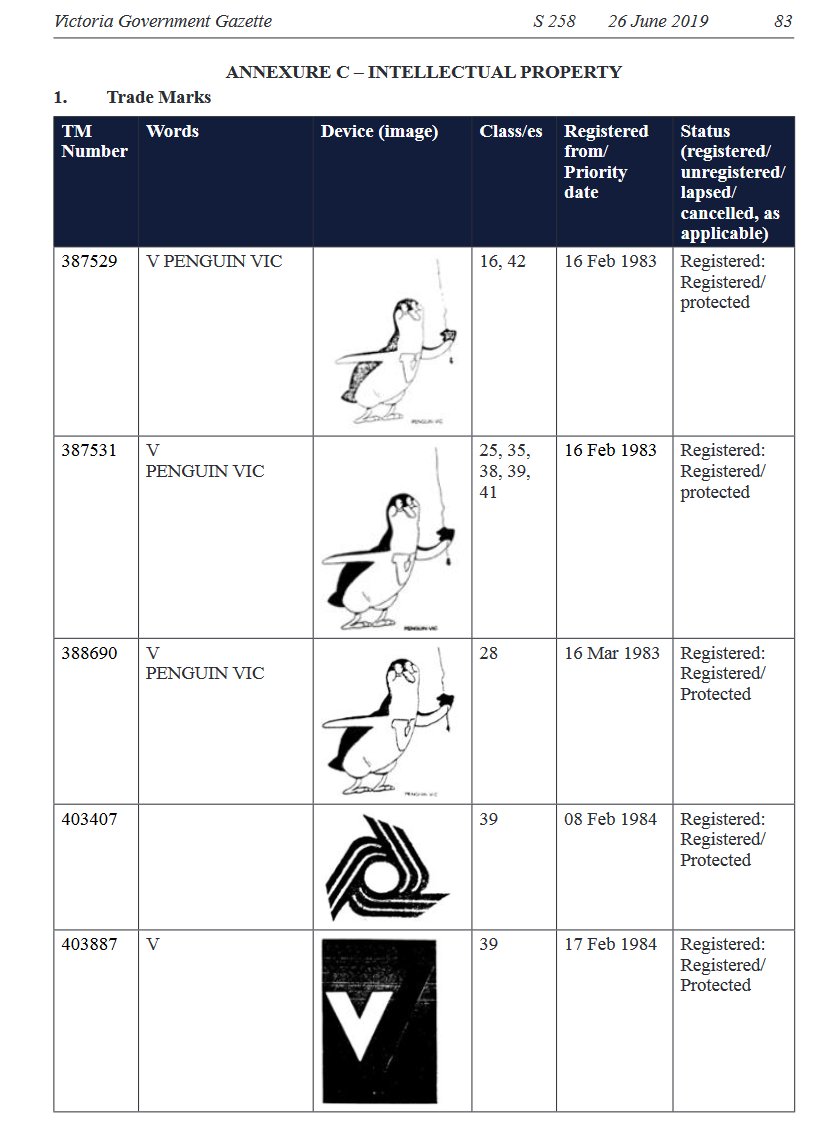 Victoria Government Gazette S 258 26 June 2019 83
ANNEXURE C – INTELLECTUAL PROPERTY
1. Trade Marks
TM Number Words Device (image) Class/es Registered from/ Priority date Status (registered/ unregistered/ lapsed/ cancelled, as applicable)
387529 V PENGUIN VIC 16, 42 16 Feb 1983 Registered: Registered/ protected
V
PENGUIN VIC
387531 V PENGUIN VIC 25, 35, 38, 39, 41 16 Feb 1983 Registered: Registered/ protected
V
PENGUIN VIC
388690 V PENGUIN VIC 28 16 Mar 1983 Registered: Registered/ Protected
V
PENGUIN VIC
403407 39 08 Feb 1984 Registered: Registered/ Protected
403887 V 39 17 Feb 1984 Registered: Registered/ Protected
V